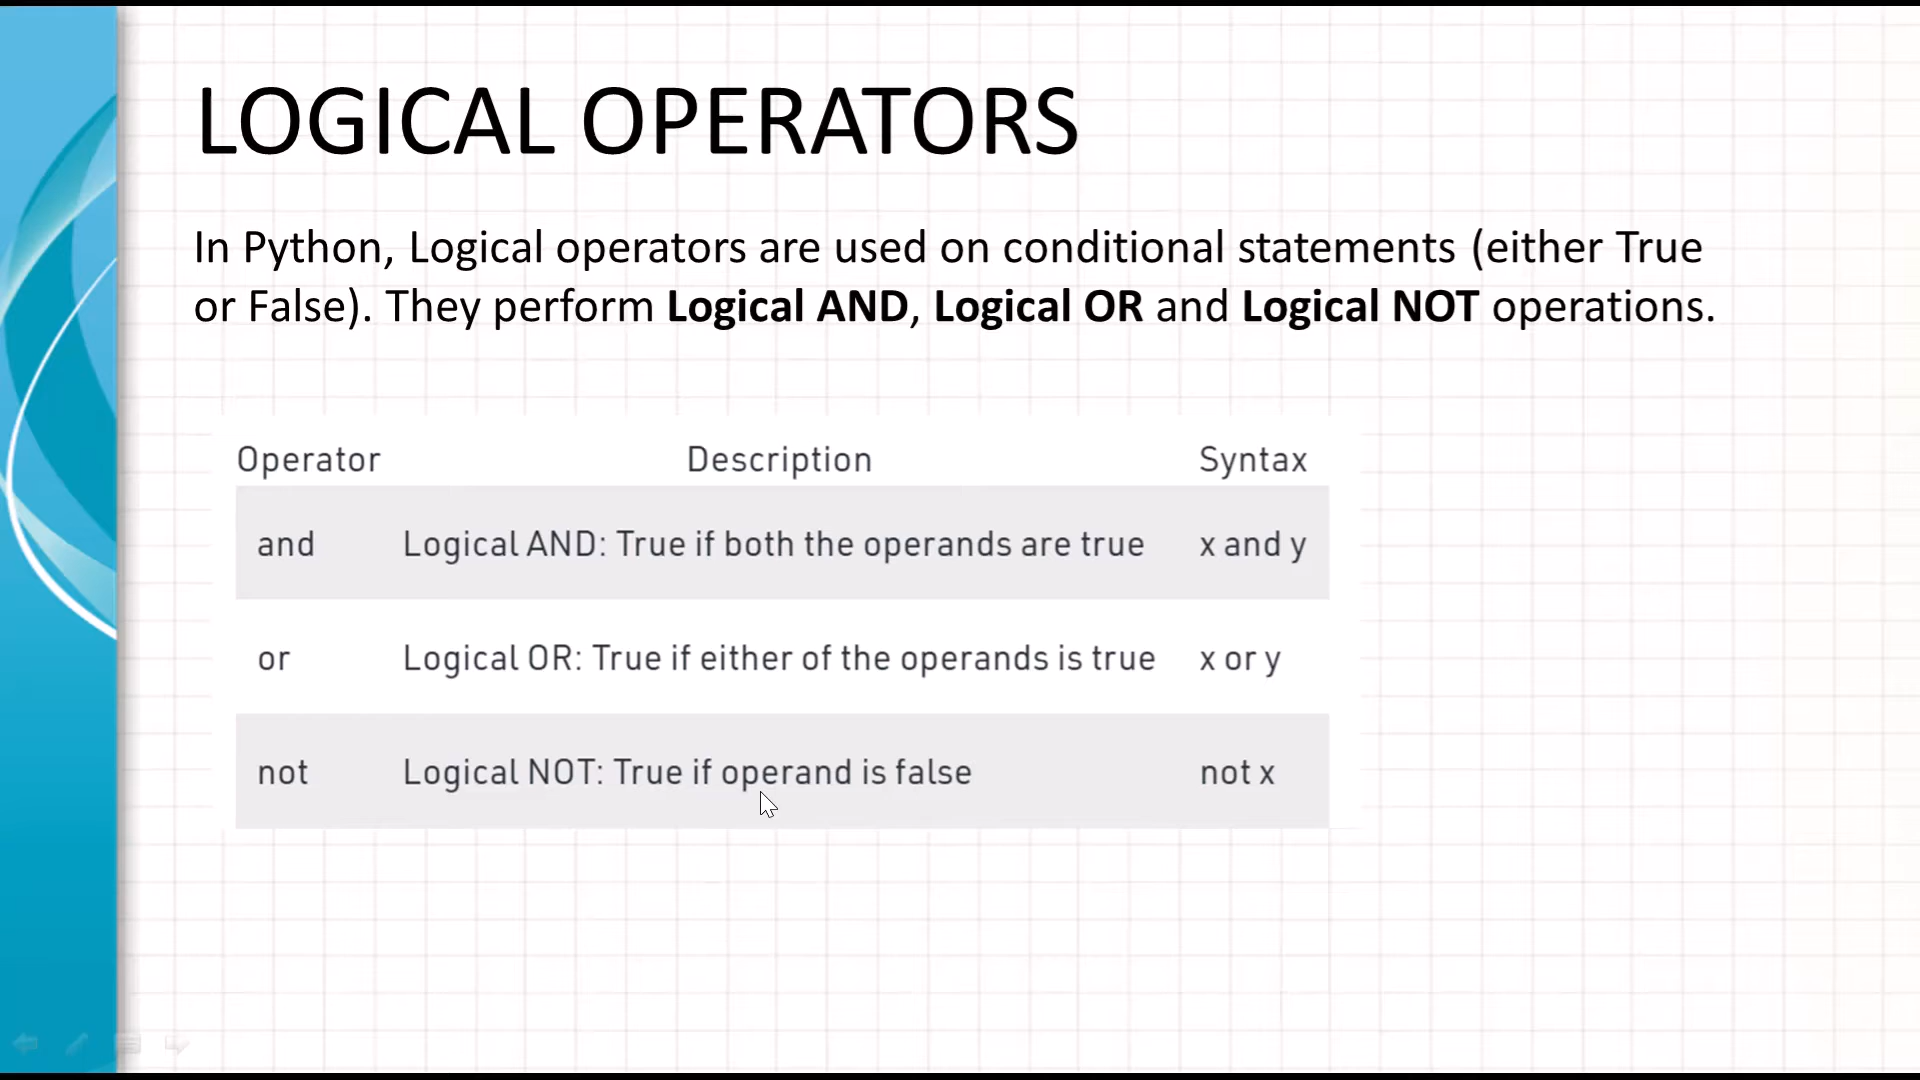 LOGICAL OPERATORS
In Python, Logical operators are used on conditional statements (either True
or False). They perform Logical AND, Logical OR and Logical NOT operations.
Operator Description Syntax
and Logical AND: True if both the operands are true x and y
or Logical OR: True if either of the operands is true x or y
not Logical NOT: True if operand is false not x